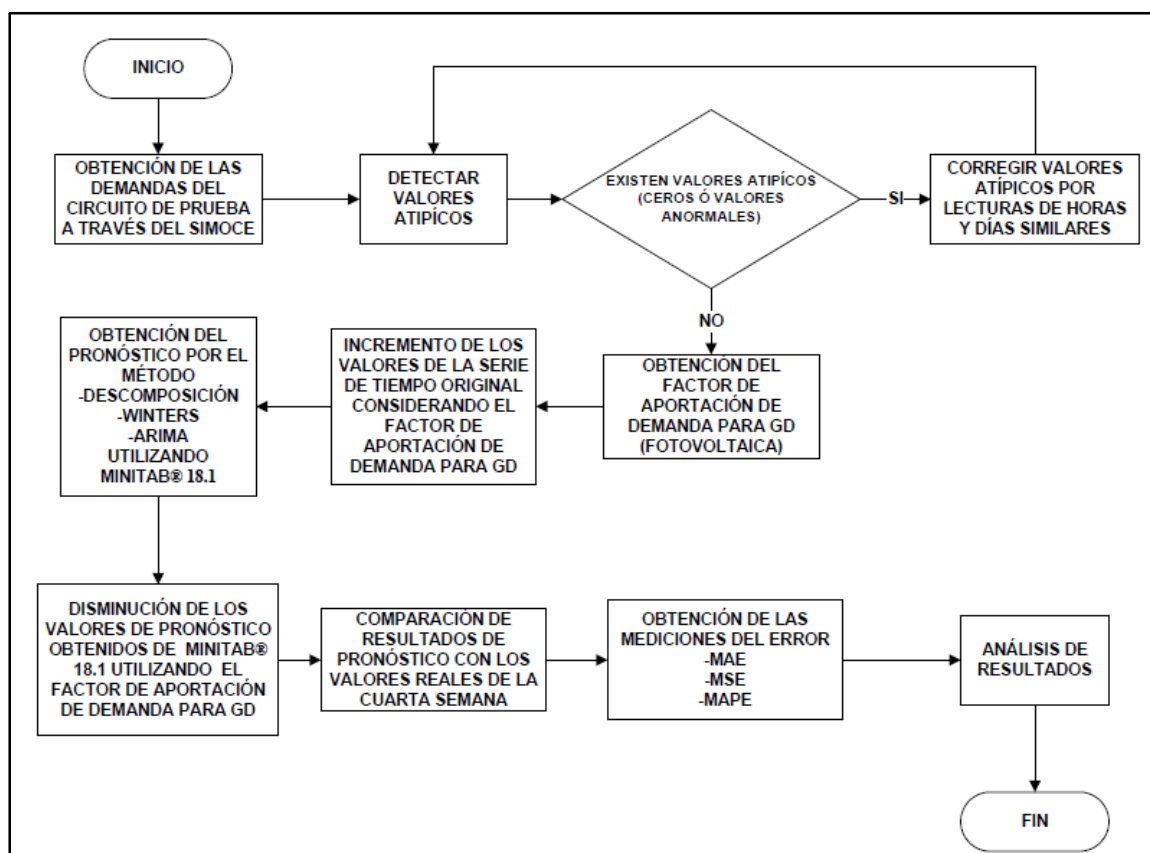 INICIO
OBTENCIÓN DE LAS
DEMANDAS DEL
CIRCUITO DE PRUEBA
A TRAVÉS DEL SIMOCE
DETECTAR
VALORES
ATIPÍCOS
EXISTEN VALORES ATIPÍCOS
(CEROS Ó VALORES
ANORMALES)
SI
CORREGIR VALORES
ATÍPICOS POR
LECTURAS DE HORAS
Y DÍAS SIMILARES
NO
OBTENCIÓN DEL
FACTOR DE
APORTACIÓN DE
DEMANDA PARA GD
(FOTOVOLTAICA)
INCREMENTO DE LOS
VALORES DE LA SERIE
DE TIEMPO ORIGINAL
CONSIDERANDO EL
FACTOR DE
APORTACIÓN DE
DEMANDA PARA GD
OBTENCIÓN DEL
PRONÓSTICO POR EL
MÉTODO
-DESCOMPOSICIÓN
-WINTERS
-ARIMA
UTILIZANDO
MINITAB® 18.1
DISMINUCIÓN DE LOS
VALORES DE PRONÓSTICO
OBTENIDOS DE MINITAB®
18.1 UTILIZANDO EL
FACTOR DE APORTACIÓN
DE DEMANDA PARA GD
COMPARACIÓN DE
RESULTADOS DE
PRONÓSTICO CON LOS
VALORES REALES DE LA
CUARTA SEMANA
OBTENCIÓN DE LAS
MEDICIONES DEL ERROR
-MAE
-MSE
-MAPE
ANÁLISIS DE
RESULTADOS
FIN